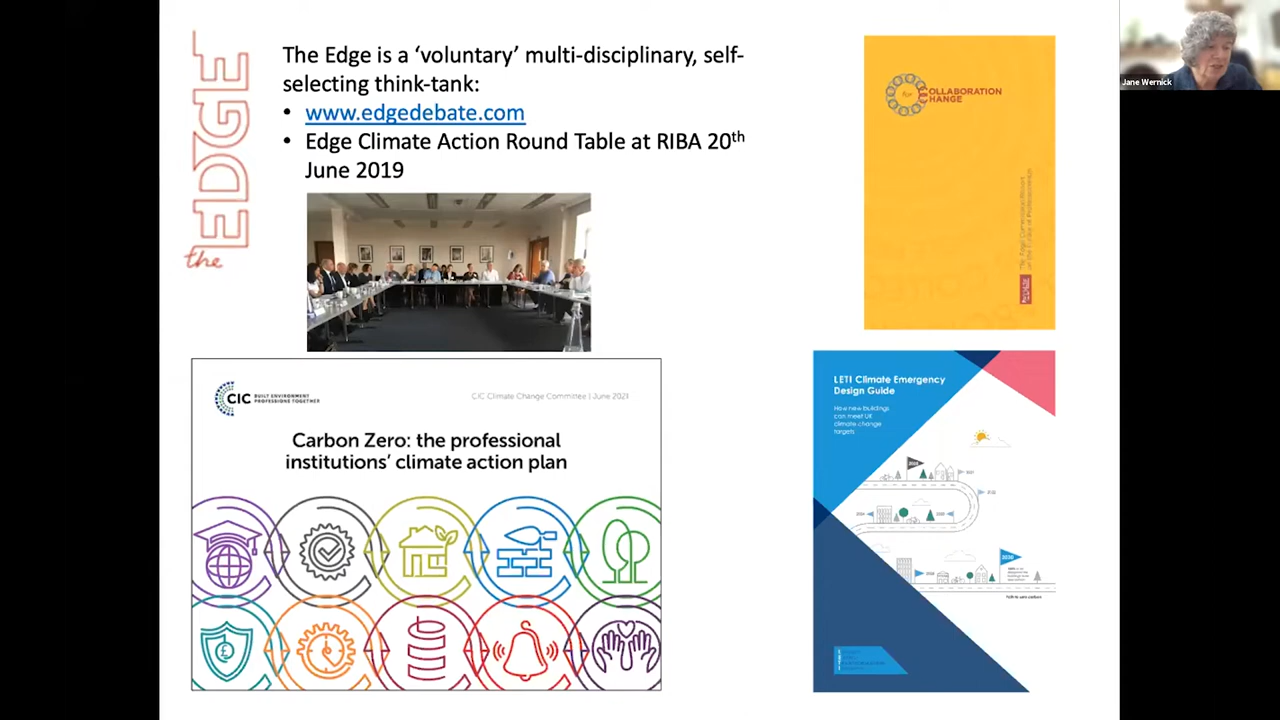 the EDGE
The Edge is a ‘voluntary’ multi-disciplinary, self-
selecting think-tank:
• www.edgedebate.com
• Edge Climate Action Round Table at RIBA 20th
June 2019
for COLLABORATION
CHANGE
Jane Wernick
CIC BUILT ENVIRONMENT
PROFESSIONS TOGETHER
CIC Climate Change Committee | June 2021
Carbon Zero: the professional
institutions’ climate action plan
£
LETI Climate Emergency
Design Guide
How new buildings
can meet UK
climate change
targets